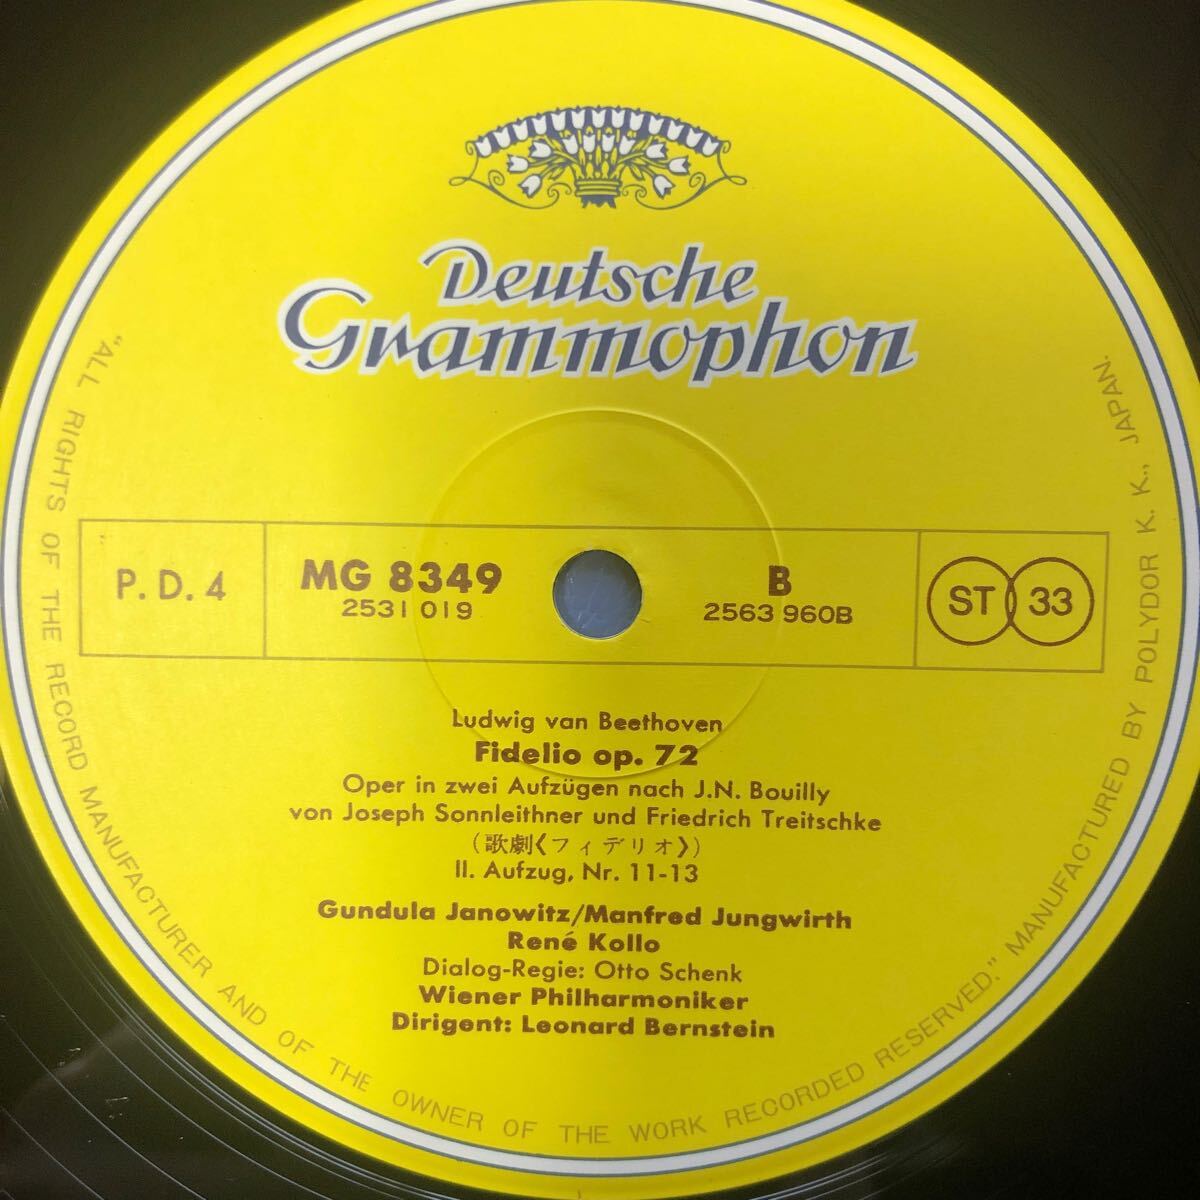 Deutsche
Grammophon
P.D.4
MG 8349
2531 019
B
2563 960B
ST 33
Ludwig van Beethoven
Fidelio op. 72
Oper in zwei Aufzügen nach J.N. Bouilly
von Joseph Sonnleithner und Friedrich Treitschke
(歌劇《フィデリオ》)
II. Aufzug, Nr. 11-13
Gundula Janowitz/Manfred Jungwirth
René Kollo
Dialog-Regie: Otto Schenk
Wiener Philharmoniker
Dirigent: Leonard Bernstein
"ALL RIGHTS OF THE RECORD MANUFACTURER AND OF THE OWNER OF THE WORK RECORDED RESERVED." MANUFACTURED BY POLYDOR K. K., JAPAN.